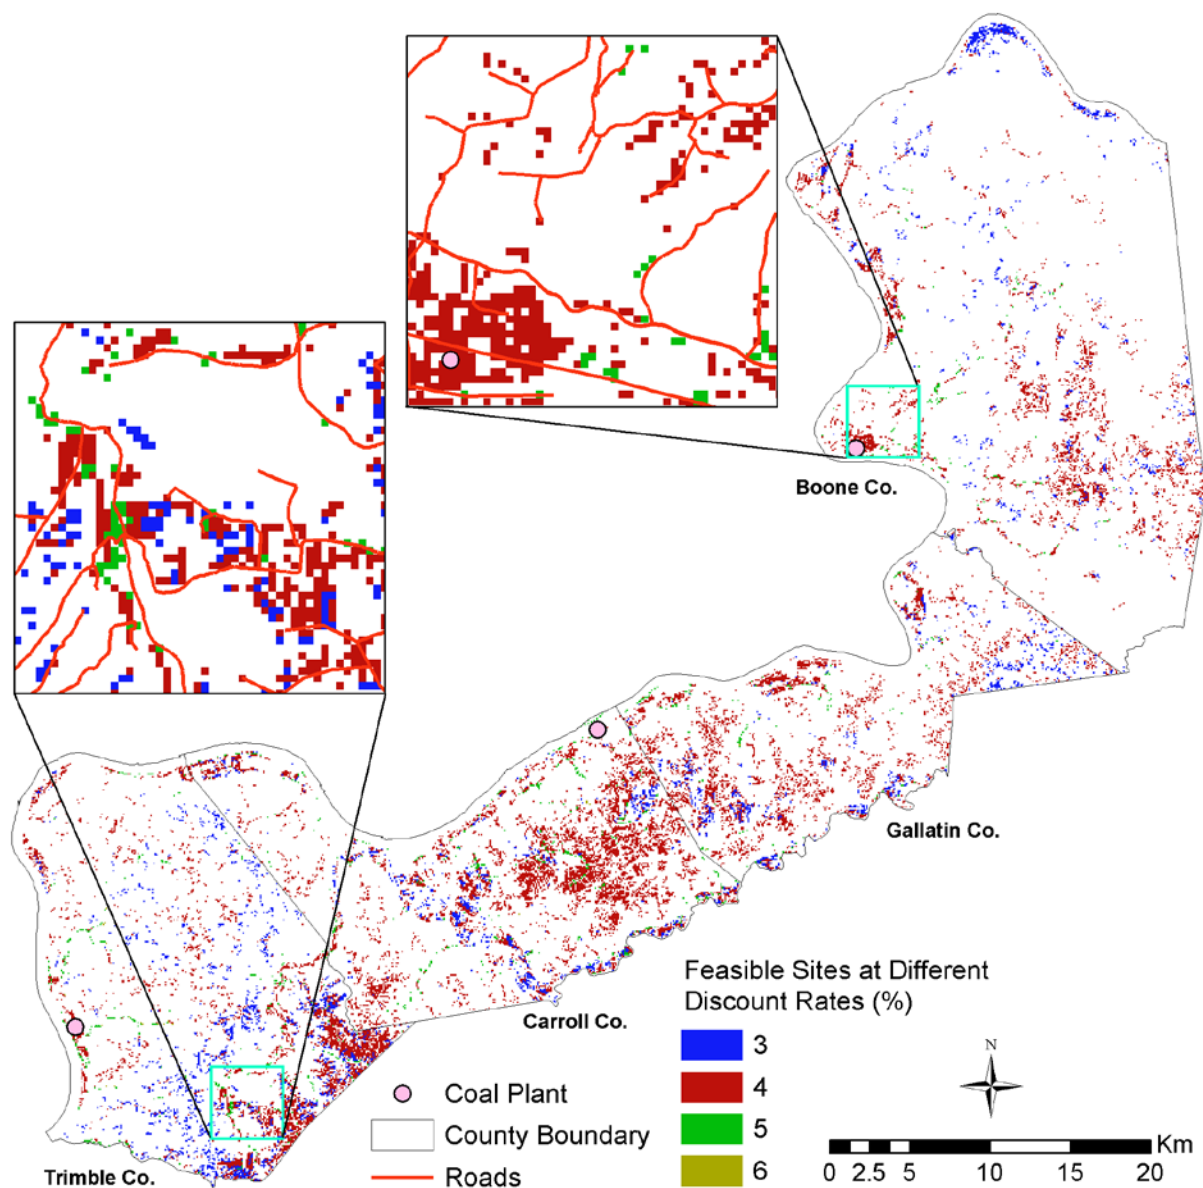 Boone Co.
Gallatin Co.
Carroll Co.
Trimble Co.
Coal Plant
County Boundary
Roads
Feasible Sites at Different
Discount Rates (%)
3
4
5
6
N
Km
0 2.5 5 10 15 20